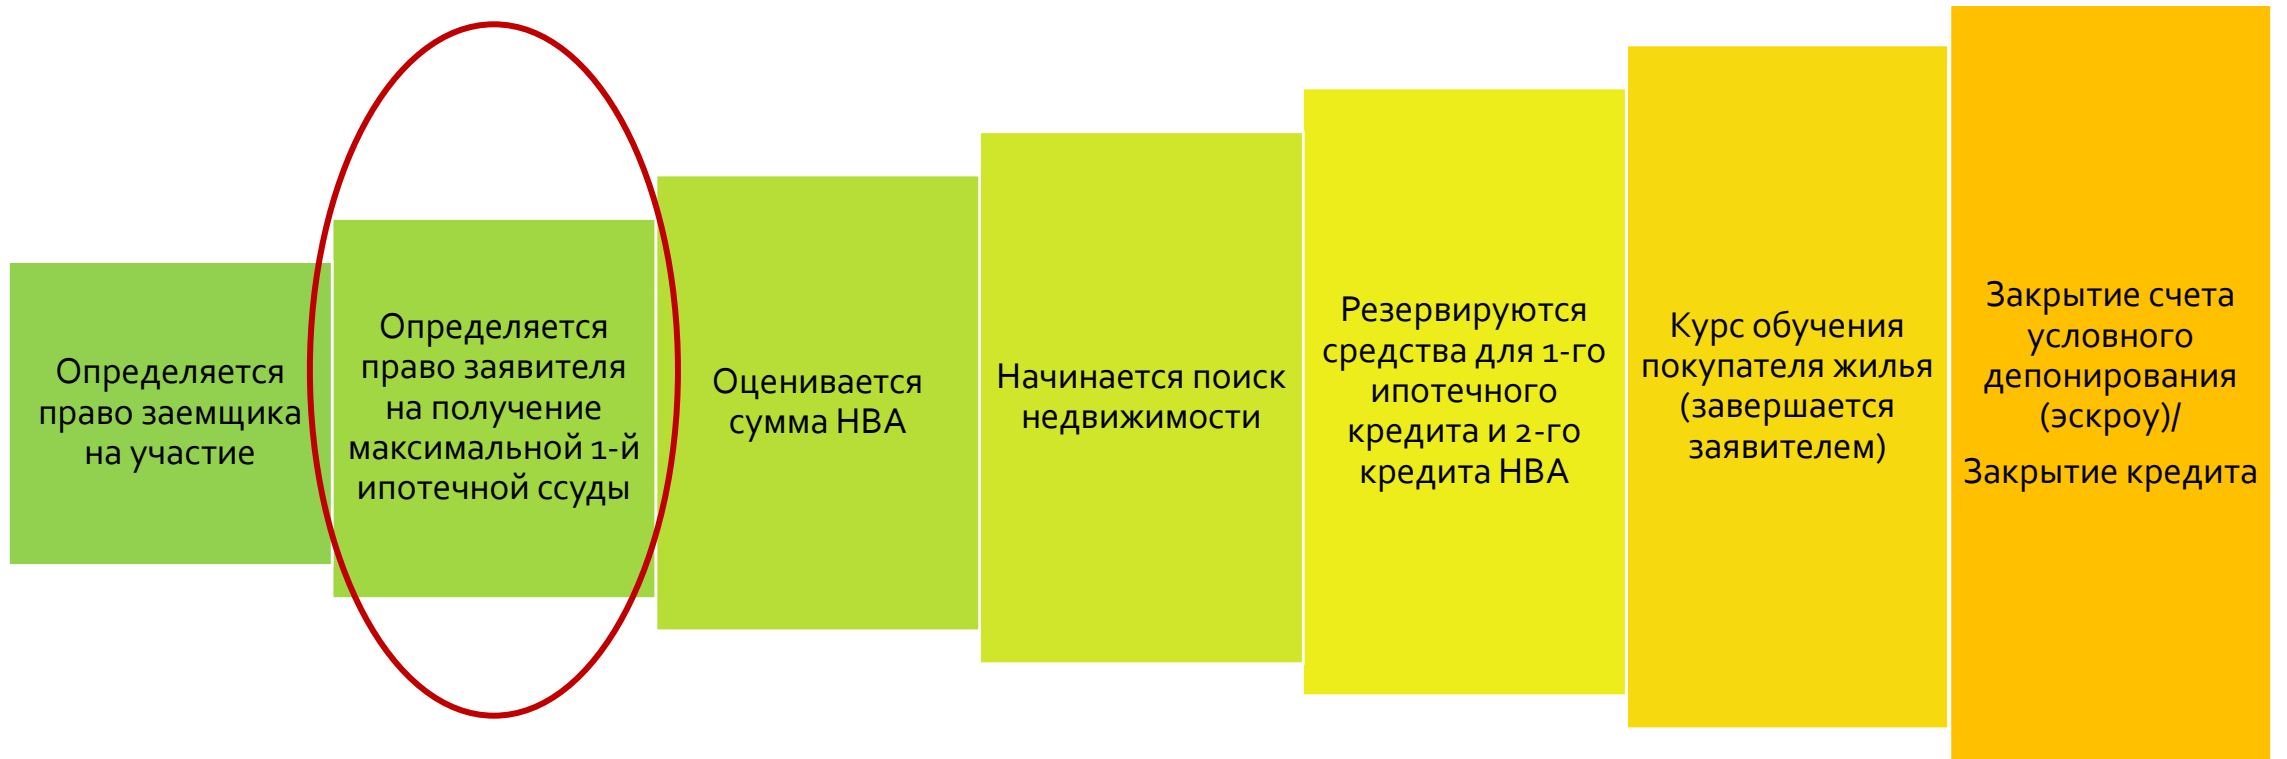 Определяется
право заемщика
на участие
Определяется
право заявителя
на получение
максимальной 1-й
ипотечной ссуды
Оценивается
сумма НВА
Начинается поиск
недвижимости
Резервируются
средства для 1-го
ипотечного
кредита и 2-го
кредита НВА
Курс обучения
покупателя жилья
(завершается
заявителем)
Закрытие счета
условного
депонирования
(эскроу)/
Закрытие кредита